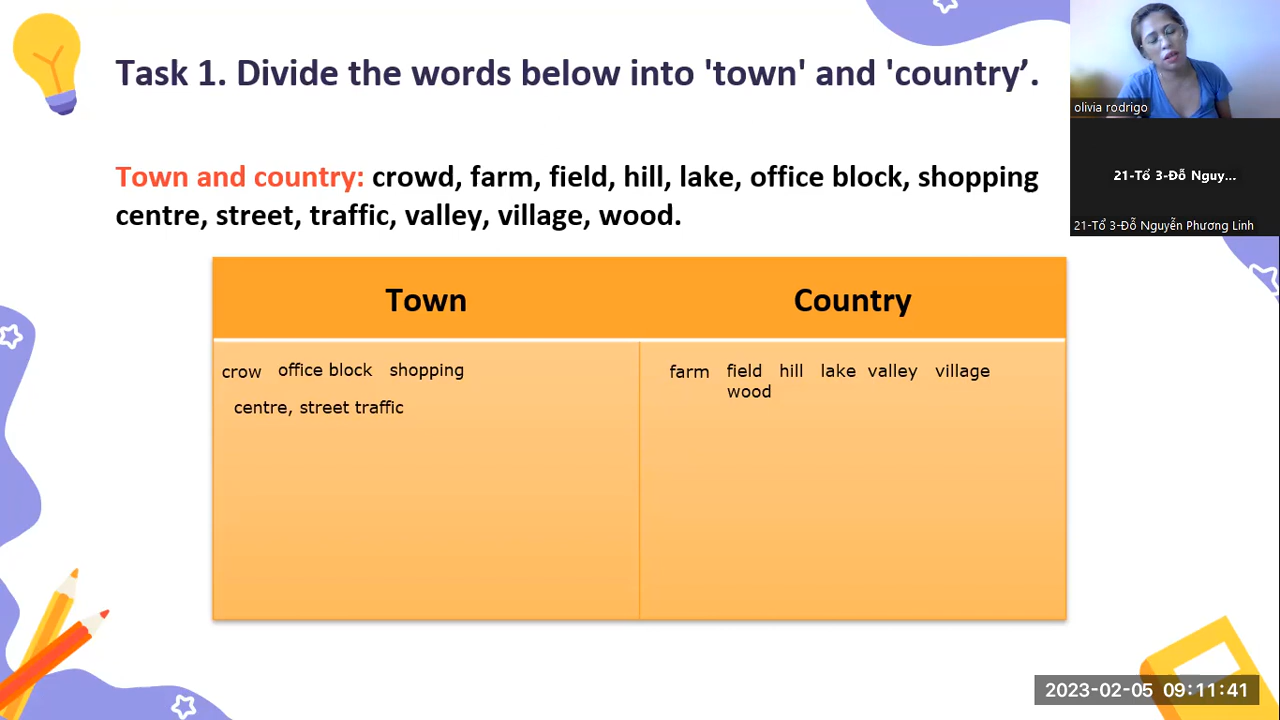 Task 1. Divide the words below into 'town' and 'country’.
olivia rodrigo
21-Tổ 3-Đỗ Nguy...
21-Tổ 3-Đỗ Nguyễn Phương Linh
Town and country: crowd, farm, field, hill, lake, office block, shopping
centre, street, traffic, valley, village, wood.
Town
Country
crow office block shopping
centre, street traffic
farm field hill lake valley village
wood
2023-02-05 09:11:41